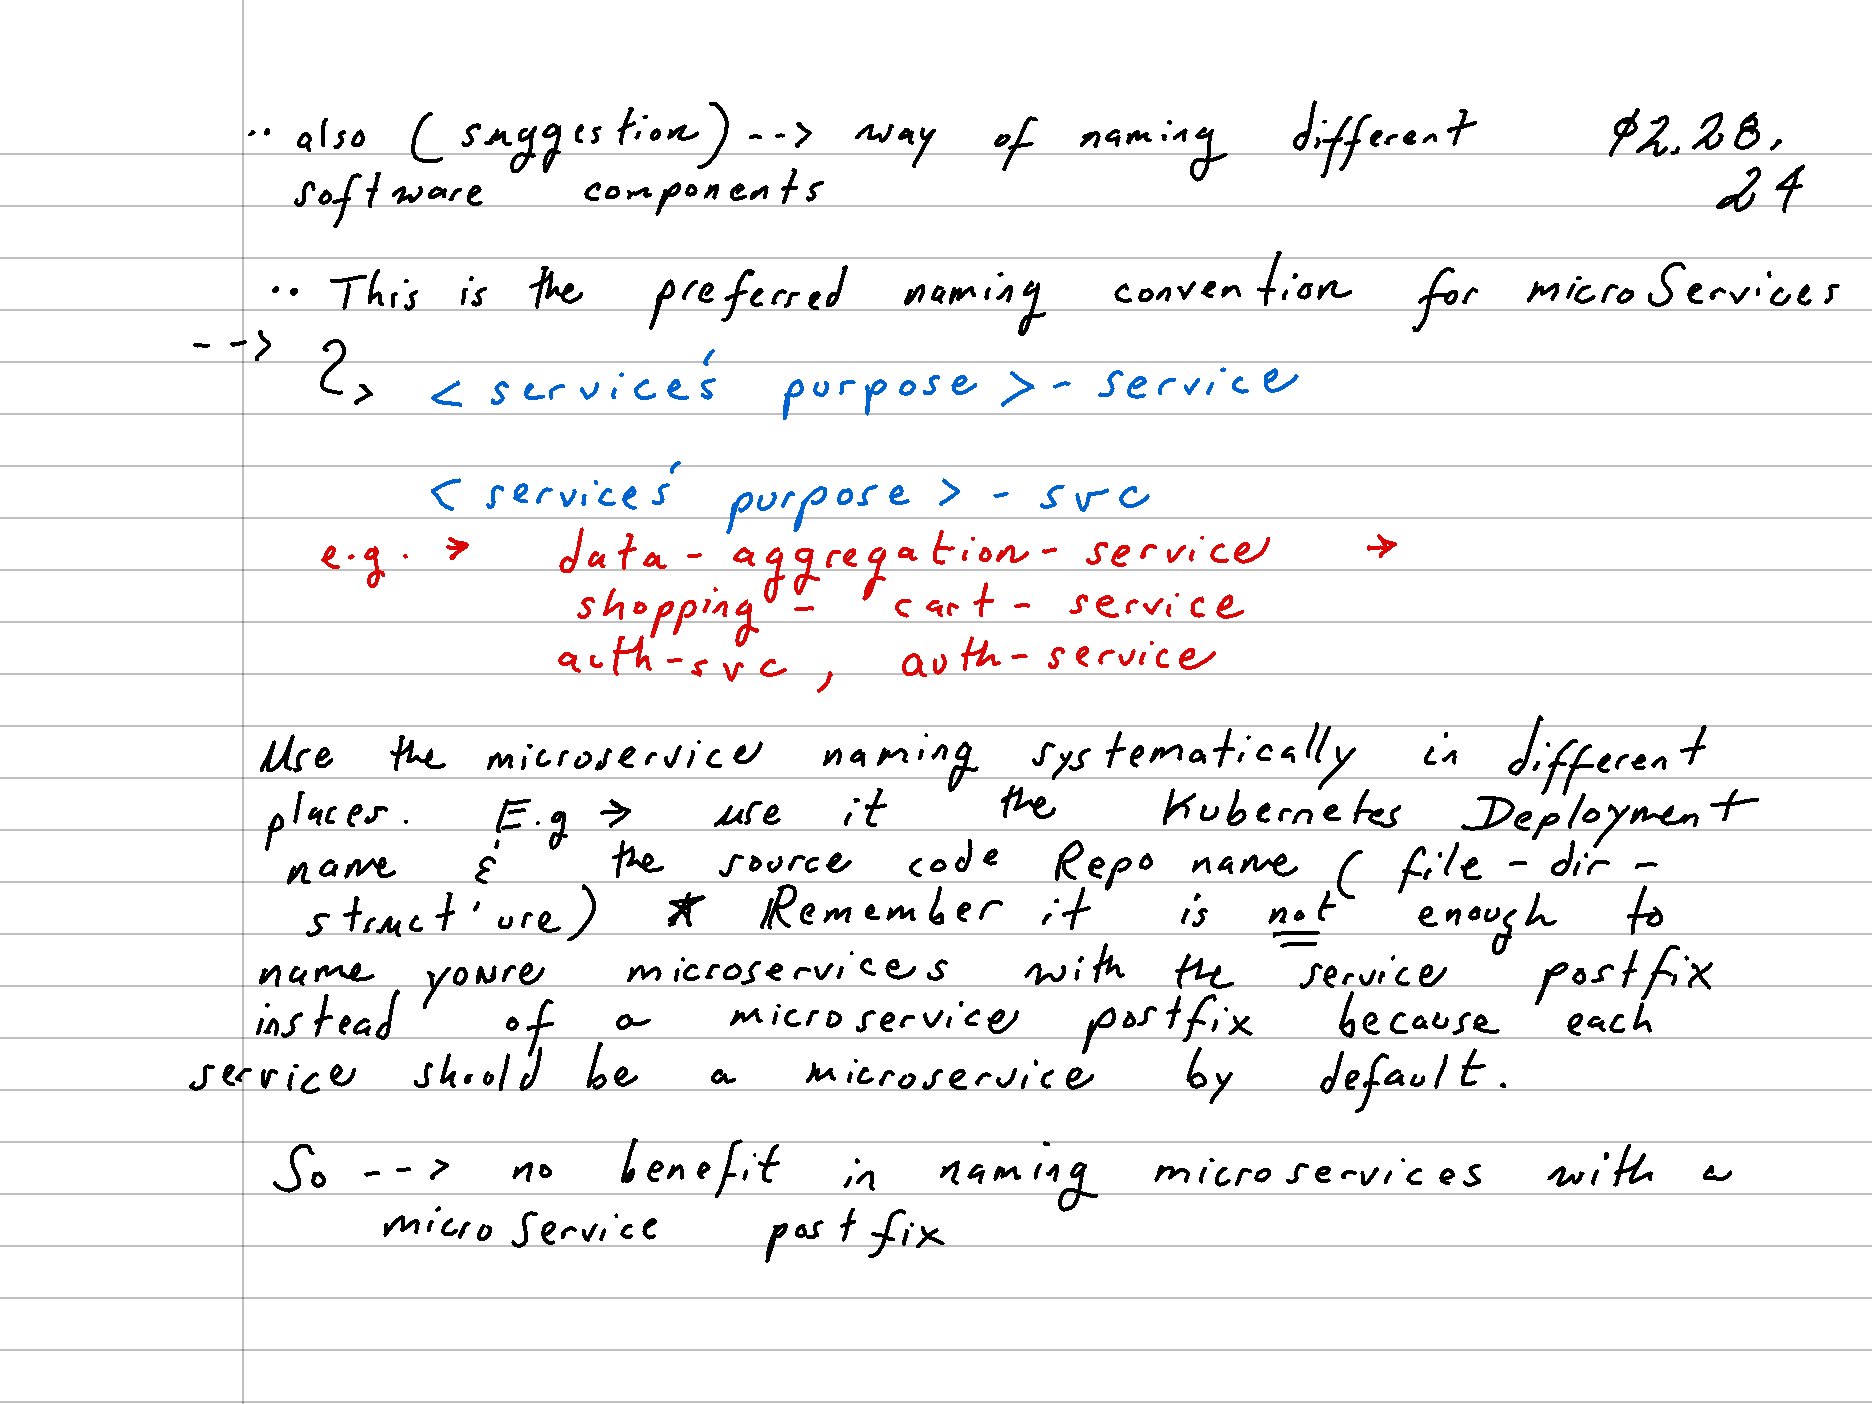 ·· also (suggestion) --> way of naming different 02.28.
software components 24
·· This is the preferred naming convention for microServices
-->
< service's purpose > - service
< service's purpose > - svc
e.g. → data - aggregation - service →
shopping - cart - service
auth-svc , auth-service
Use the microservice naming systematically in different
places. E.g → use it the Kubernetes Deployment
name & the source code Repo name ( file - dir -
struct'ure) * Remember it is not enough to
name youre microservices with the service postfix
instead of a microservice postfix because each
service should be a microservice by default.
So --> no benefit in naming microservices with a
microService postfix